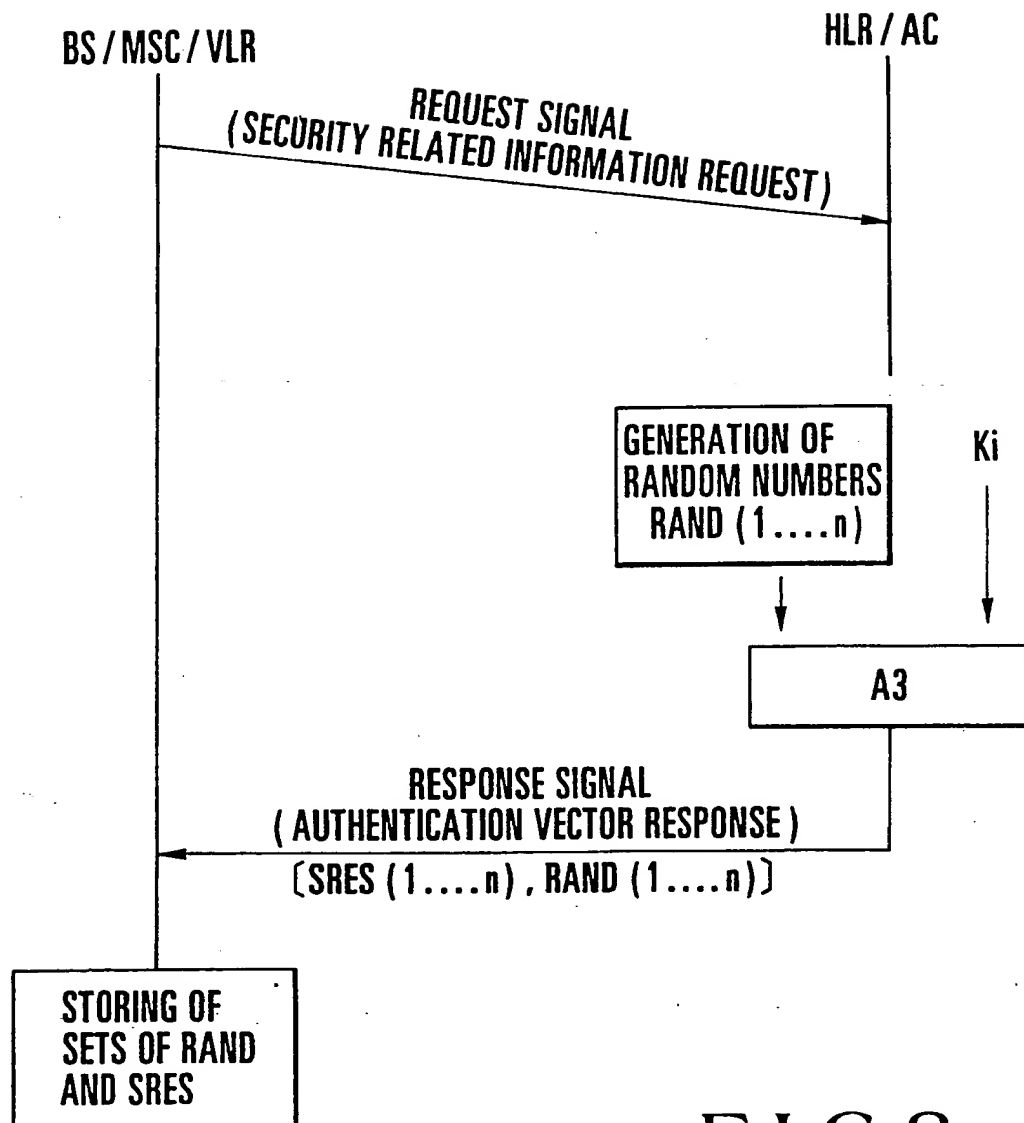 BS / MSC / VLR
HLR / AC
REQUEST SIGNAL
(SECURITY RELATED INFORMATION REQUEST)
GENERATION OF
RANDOM NUMBERS
RAND (1....n)
Ki
A3
RESPONSE SIGNAL
( AUTHENTICATION VECTOR RESPONSE )
〔SRES (1....n) , RAND (1....n)〕
STORING OF
SETS OF RAND
AND SRES